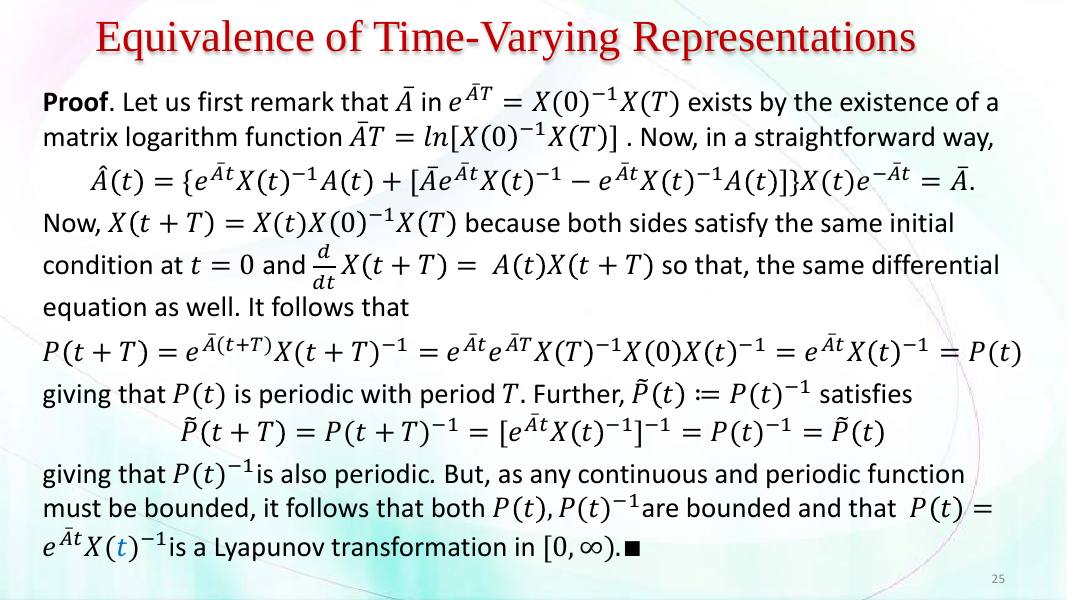 Equivalence of Time-Varying Representations
Proof. Let us first remark that Ā in e^{ĀT} = X(0)^{−1}X(T) exists by the existence of a
matrix logarithm function ĀT = ln[X(0)^{−1}X(T)] . Now, in a straightforward way,
Â(t) = {e^{Āt}X(t)^{−1}A(t) + [Āe^{Āt}X(t)^{−1} − e^{Āt}X(t)^{−1}A(t)]}X(t)e^{−Āt} = Ā.
Now, X(t + T) = X(t)X(0)^{−1}X(T) because both sides satisfy the same initial
condition at t = 0 and \frac{d}{dt}X(t + T) = A(t)X(t + T) so that, the same differential
equation as well. It follows that
P(t + T) = e^{Ā(t+T)}X(t + T)^{−1} = e^{Āt}e^{ĀT}X(T)^{−1}X(0)X(t)^{−1} = e^{Āt}X(t)^{−1} = P(t)
giving that P(t) is periodic with period T. Further, P̃(t) ≔ P(t)^{−1} satisfies
P̃(t + T) = P(t + T)^{−1} = [e^{Āt}X(t)^{−1}]^{−1} = P(t)^{−1} = P̃(t)
giving that P(t)^{−1}is also periodic. But, as any continuous and periodic function
must be bounded, it follows that both P(t), P(t)^{−1}are bounded and that P(t) =
e^{Āt}X(t)^{−1}is a Lyapunov transformation in [0, ∞).■
25